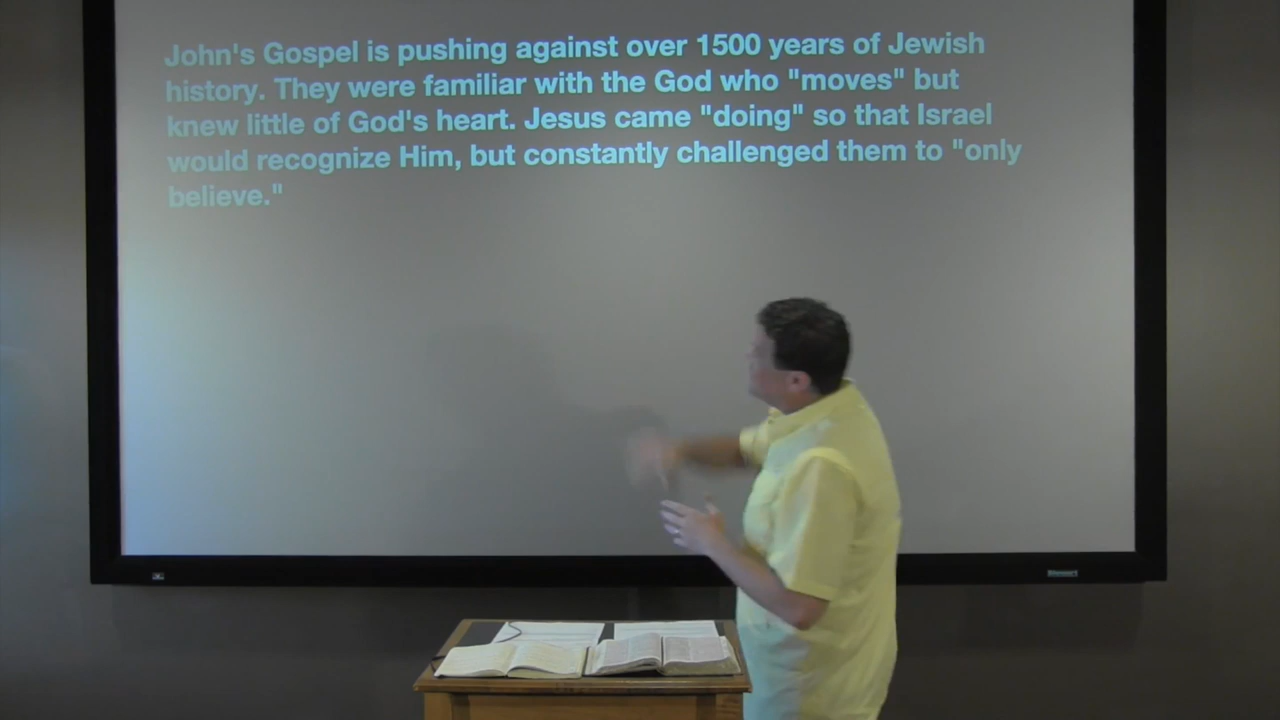 John's Gospel is pushing against over 1500 years of Jewish
history. They were familiar with the God who "moves" but
knew little of God's heart. Jesus came "doing" so that Israel
would recognize Him, but constantly challenged them to "only
believe."